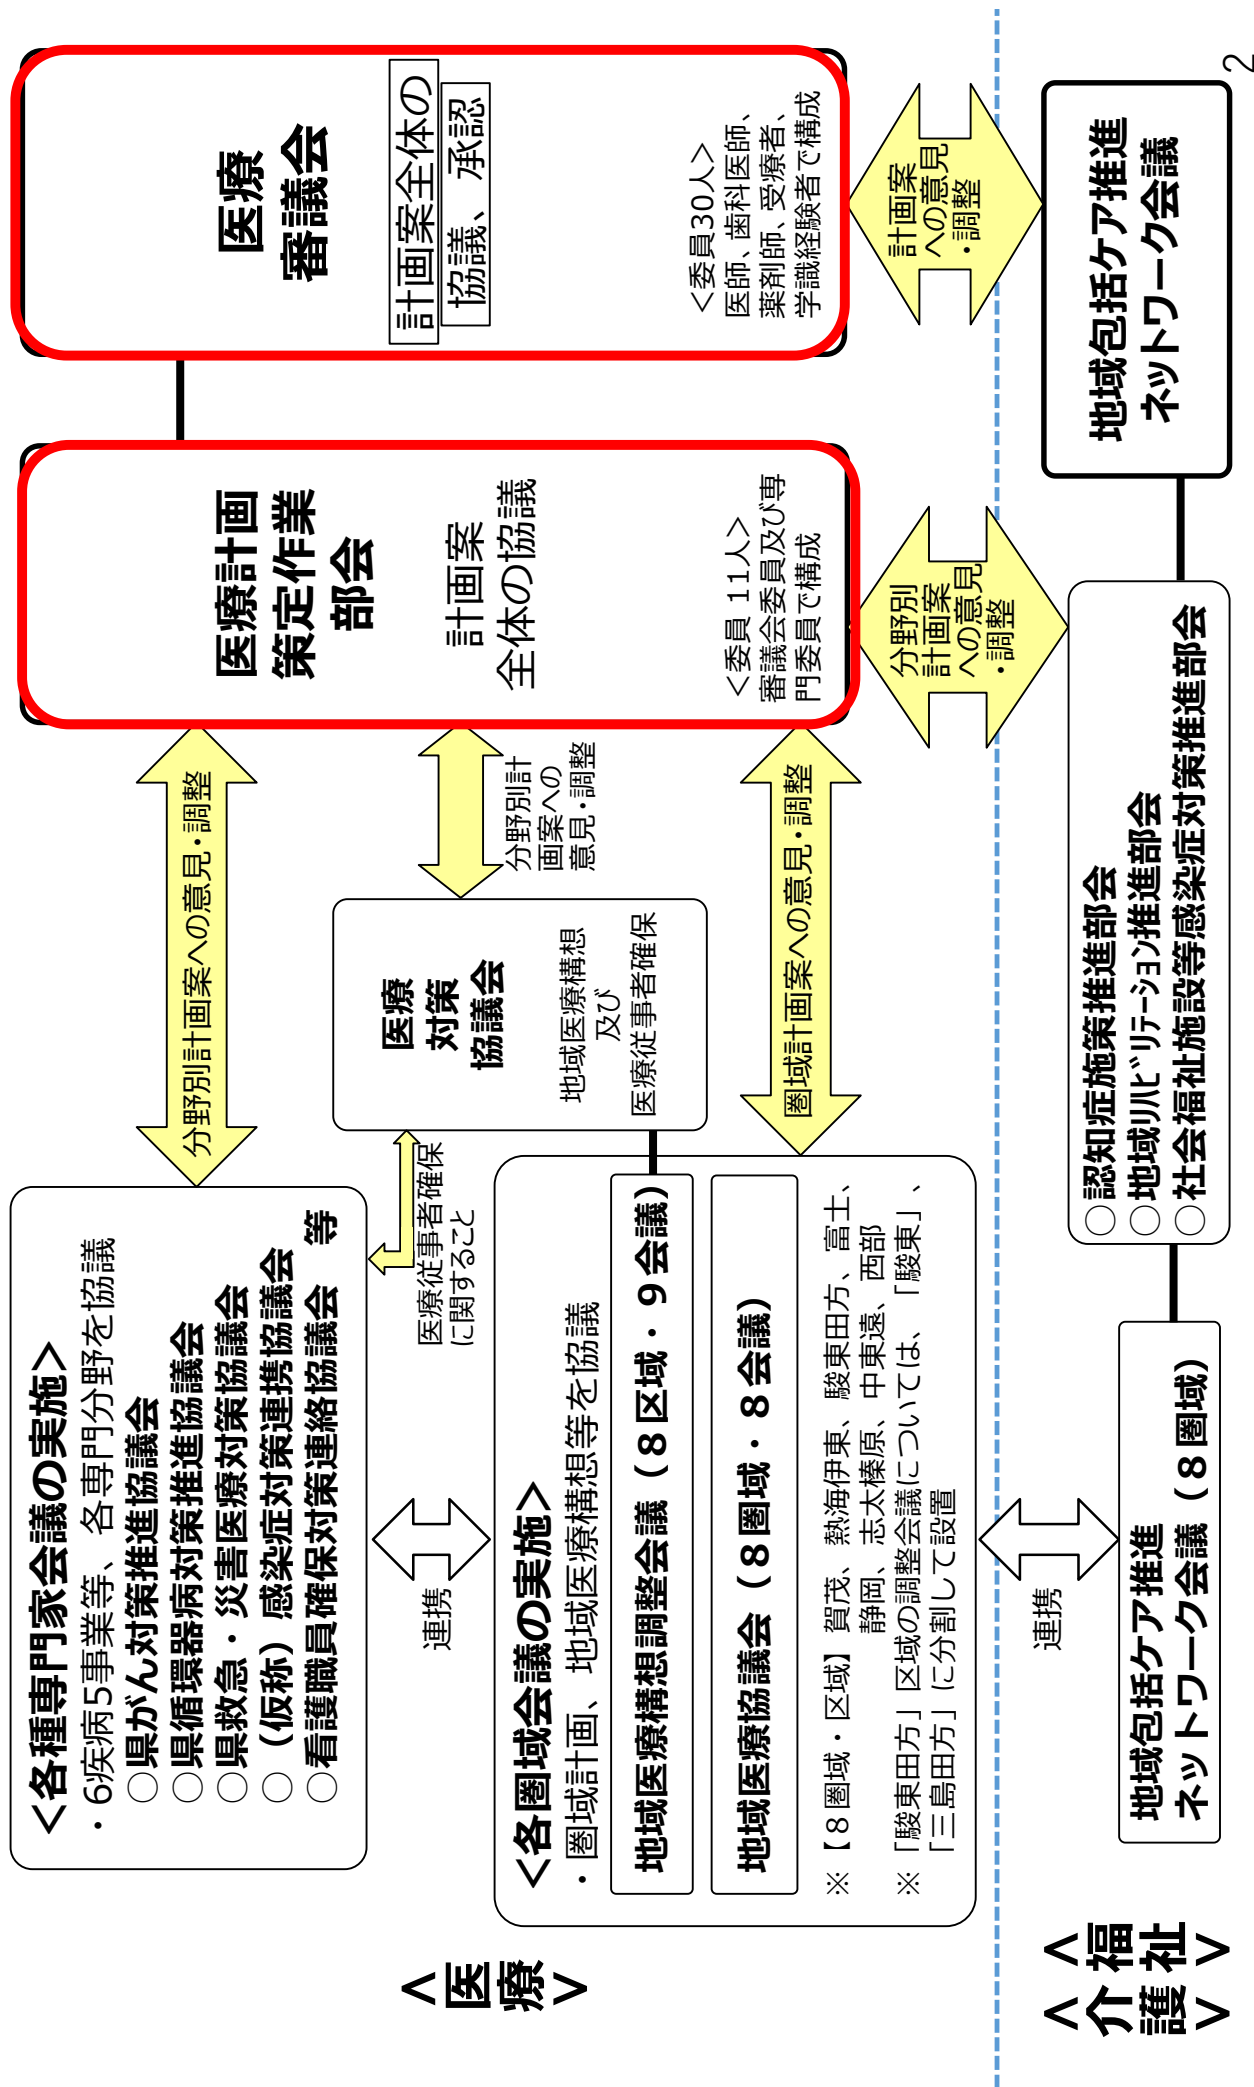 ＜医
療＞
＜各種専門家会議の実施＞
・6疾病5事業等、各専門分野を協議
○県がん対策推進協議会
○県循環器病対策推進協議会
○県救急・災害医療対策協議会
○（仮称）感染症対策連携協議会
○看護職員確保対策連絡協議会　等
分野別計画案への意見・調整
医療従事者確保
に関すること
連携
医療
対策
協議会
地域医療構想
及び
医療従事者確保
分野別計
画案への
意見・調整
＜各圏域会議の実施＞
・圏域計画、地域医療構想等を協議
地域医療構想調整会議（８区域・９会議）
地域医療協議会（８圏域・８会議）
※【８圏域・区域】賀茂、熱海伊東、駿東田方、富士、
静岡、志太榛原、中東遠、西部
※「駿東田方」区域の調整会議については、「駿東」、
「三島田方」に分割して設置
圏域計画案への意見・調整
医療計画
策定作業
部会
計画案
全体の協議
＜委員 11人＞
審議会委員及び専
門委員で構成
医療
審議会
計画案全体の
協議、承認
＜委員30人＞
医師、歯科医師、
薬剤師、受療者、
学識経験者で構成
連携
分野別
計画案
への意見
・調整
計画案
への意見
・調整
＜介
護＞
＜福
祉＞
地域包括ケア推進
ネットワーク会議（８圏域）
○認知症施策推進部会
○地域ﾘﾊﾋﾞﾘﾃｰｼｮﾝ推進部会
○社会福祉施設等感染症対策推進部会
地域包括ケア推進
ネットワーク会議
2